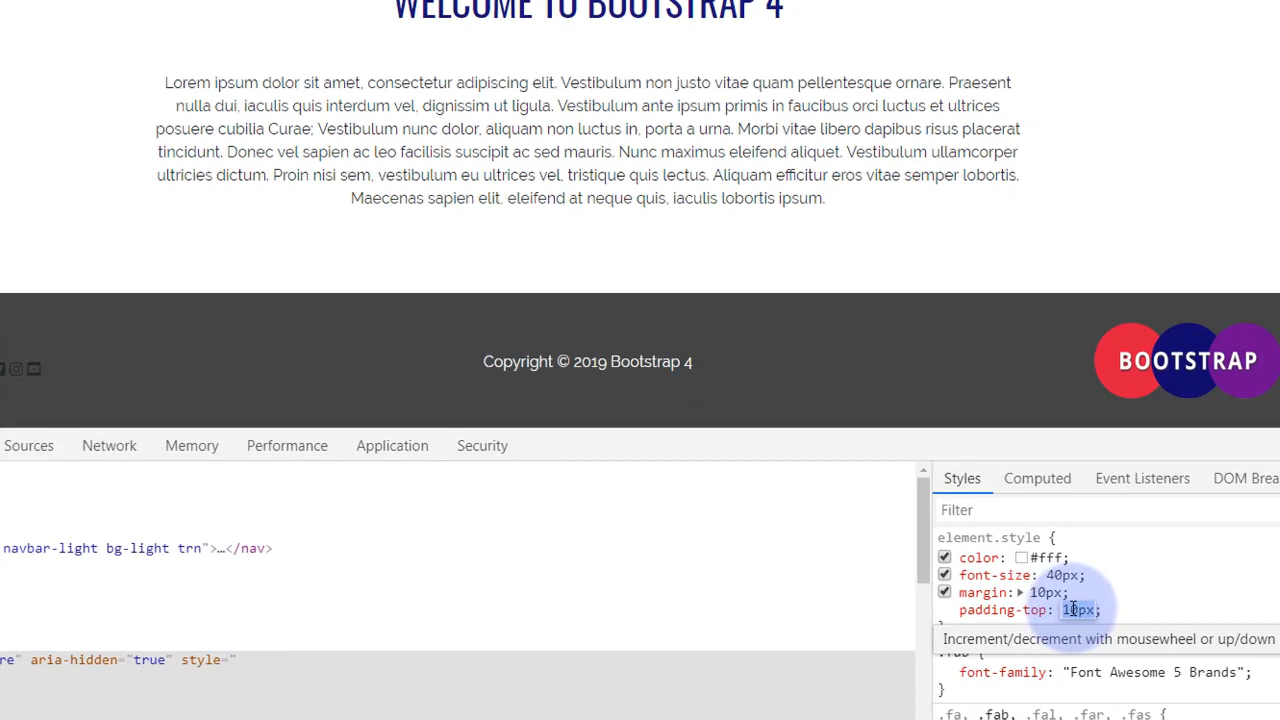 WELCOME TO BOOTSTRAP 4
Lorem ipsum dolor sit amet, consectetur adipiscing elit. Vestibulum non justo vitae quam pellentesque ornare. Praesent
nulla dui, iaculis quis interdum vel, dignissim ut ligula. Vestibulum ante ipsum primis in faucibus orci luctus et ultrices
posuere cubilia Curae; Vestibulum nunc dolor, aliquam non luctus in, porta a urna. Morbi vitae libero dapibus risus placerat
tincidunt. Donec vel sapien ac leo facilisis suscipit ac sed mauris. Nunc maximus eleifend aliquet. Vestibulum ullamcorper
ultricies dictum. Proin nisi sem, vestibulum eu ultrices vel, tristique quis lectus. Aliquam efficitur eros vitae semper lobortis.
Maecenas sapien elit, eleifend at neque quis, iaculis lobortis ipsum.
Copyright © 2019 Bootstrap 4
BOOTSTRAP
Sources Network Memory Performance Application Security
Styles Computed Event Listeners DOM Brea
Filter
element.style {
color: #fff;
font-size: 40px;
margin: 10px;
padding-top: 10px;
navbar-light bg-light trn">…</nav>
Increment/decrement with mousewheel or up/down
re" aria-hidden="true" style="
.fab {
font-family: "Font Awesome 5 Brands";
}
.fa, .fab, .fal, .far, .fas {